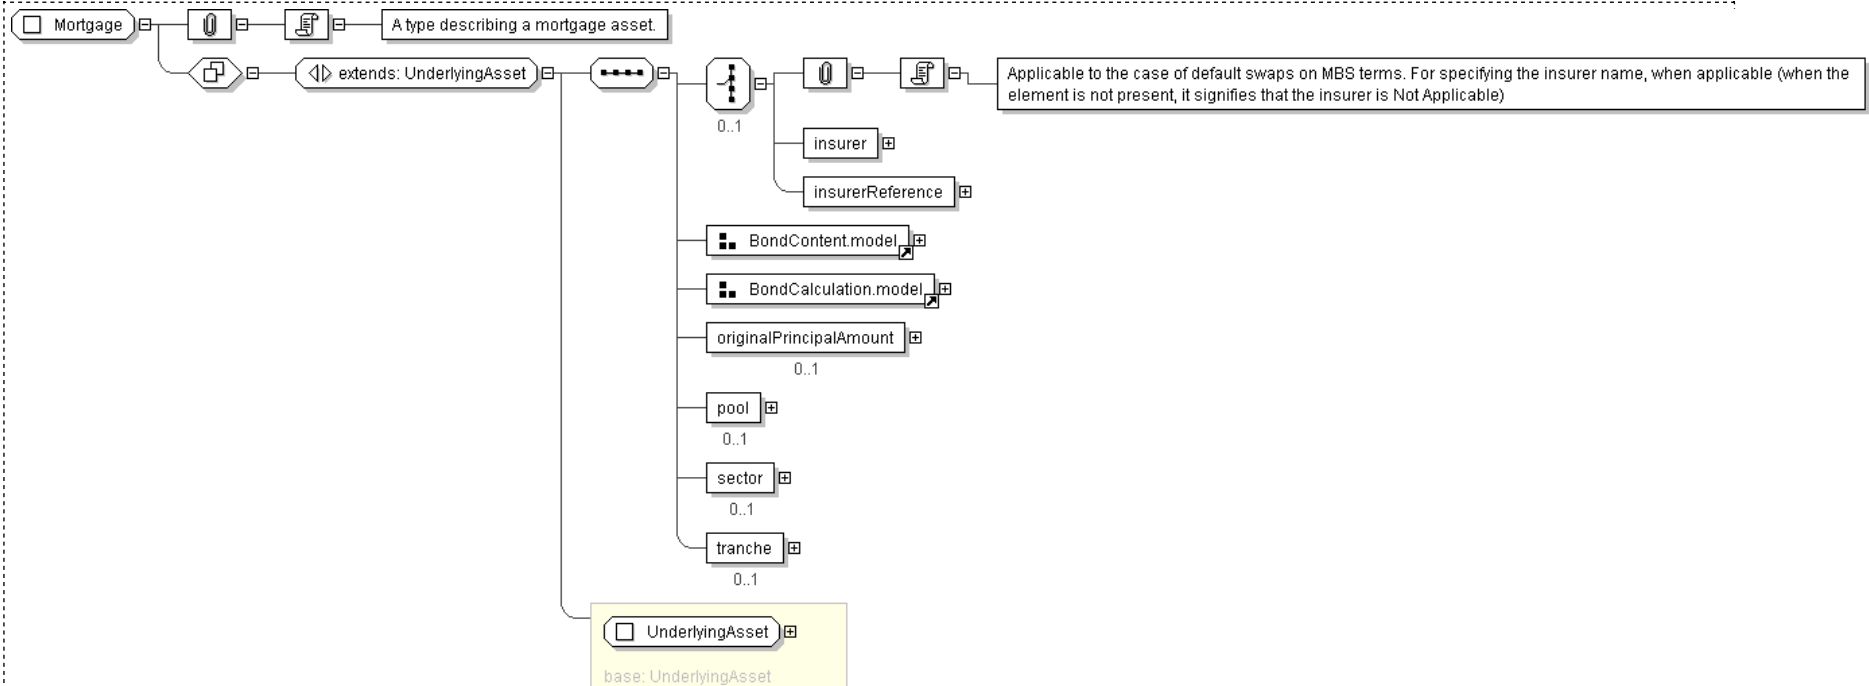 Mortgage
A type describing a mortgage asset.
extends: UnderlyingAsset
Applicable to the case of default swaps on MBS terms. For specifying the insurer name, when applicable (when the
element is not present, it signifies that the insurer is Not Applicable)
0..1
insurer
insurerReference
BondContent.model
BondCalculation.model
originalPrincipalAmount
0..1
pool
0..1
sector
0..1
tranche
0..1
UnderlyingAsset
base: UnderlyingAsset